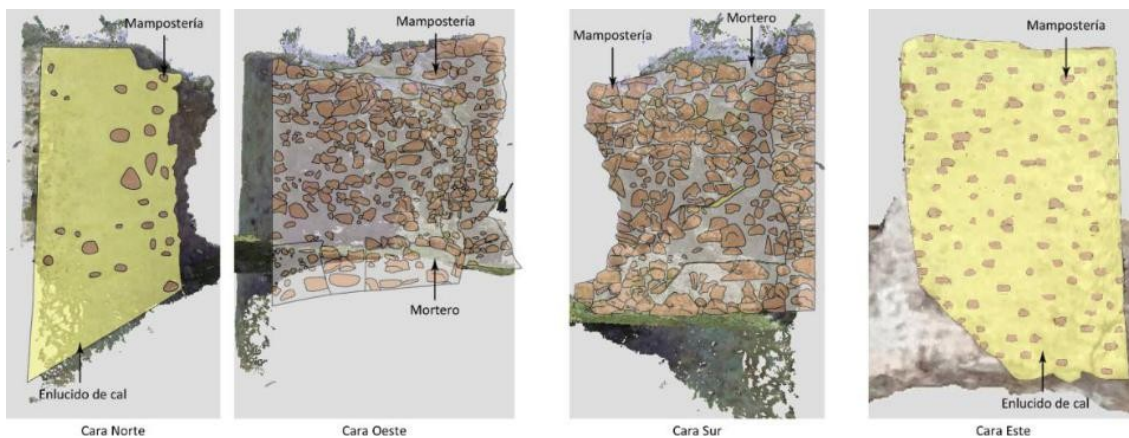 Mampostería
Enlucido de cal
Cara Norte
Mampostería
Mortero
Cara Oeste
Mampostería
Mortero
Cara Sur
Mampostería
Enlucido de cal
Cara Este